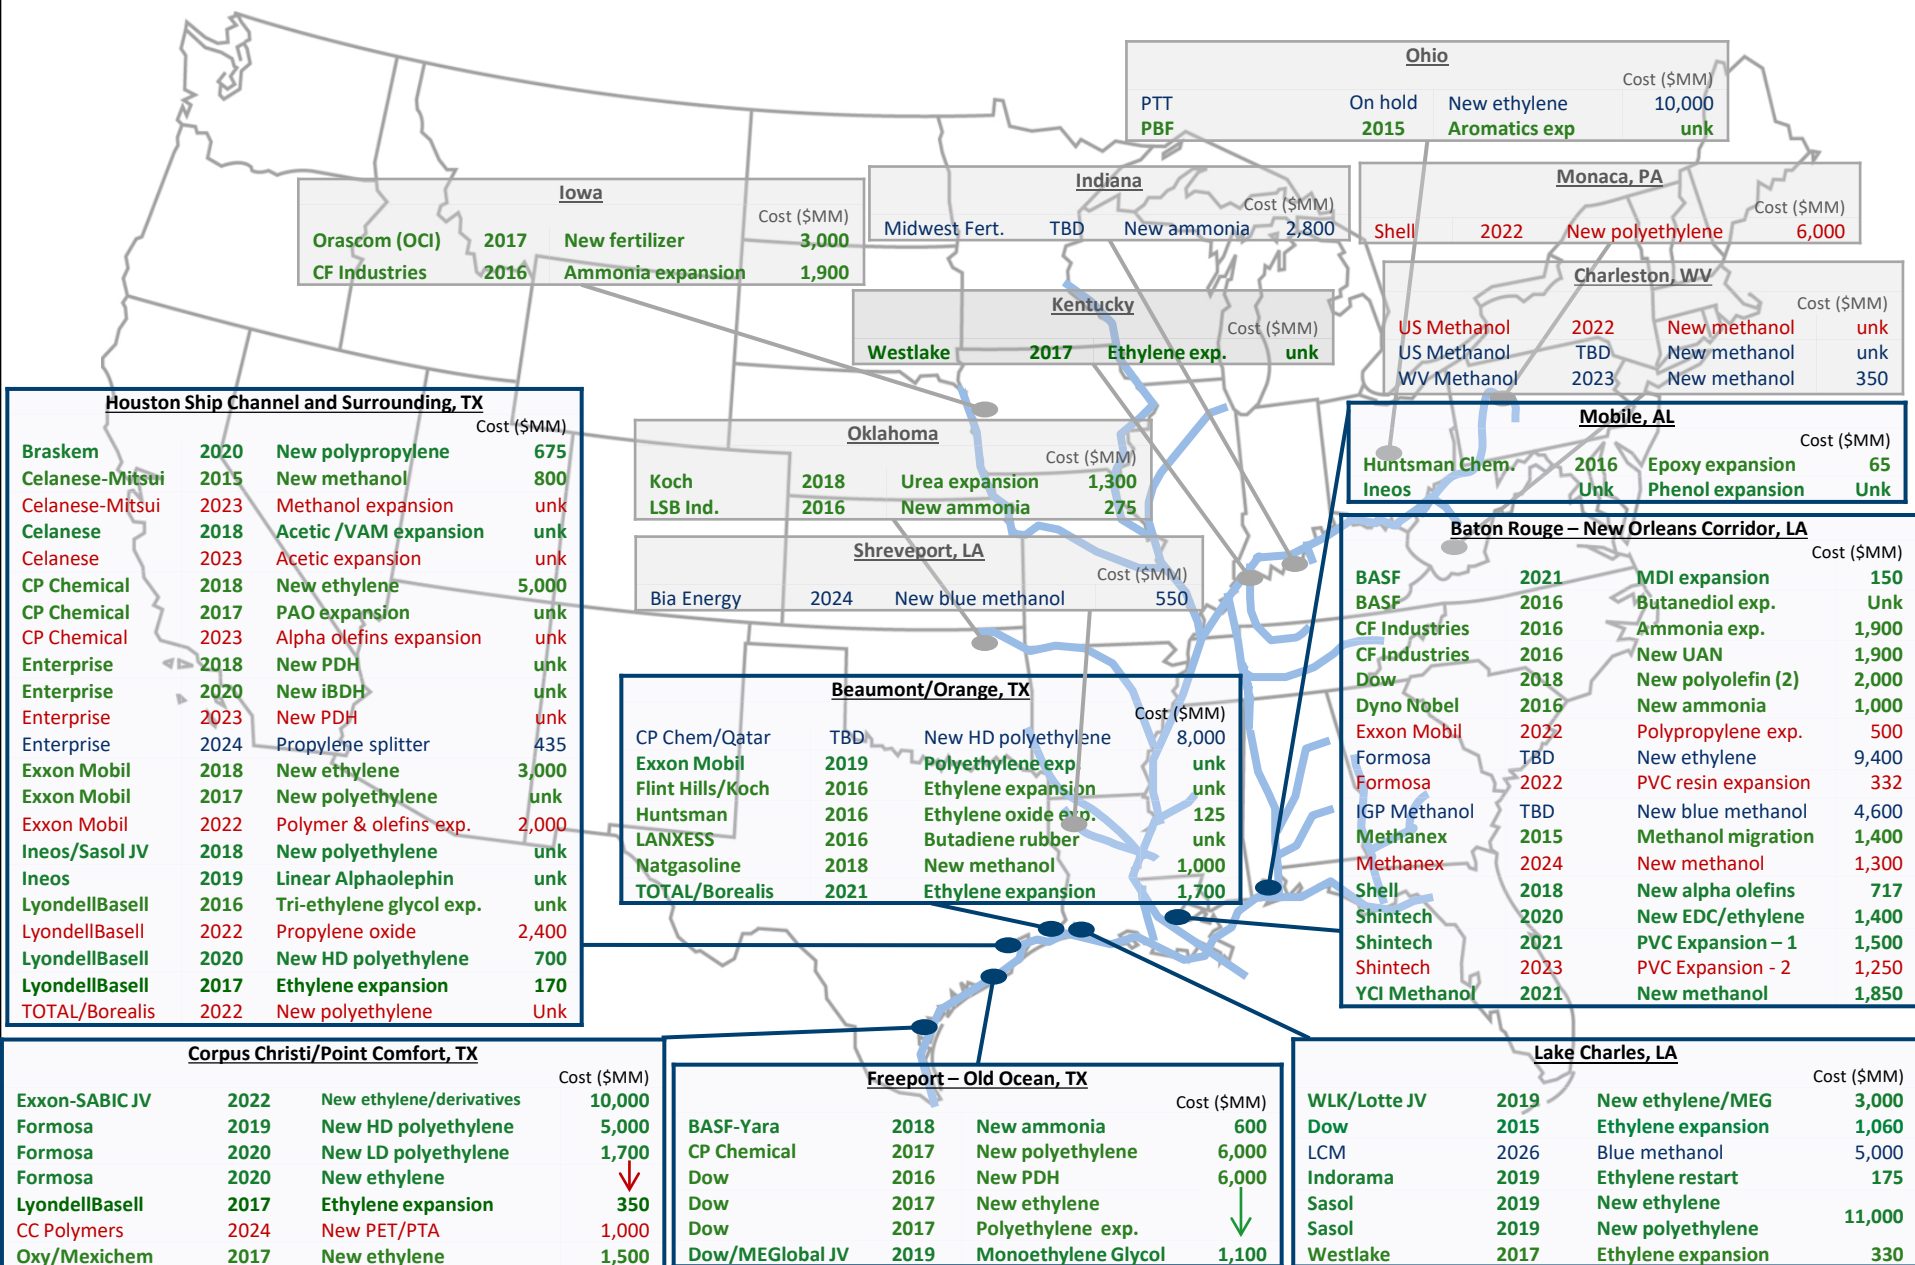 Ohio
Cost ($MM)
PTT On hold New ethylene 10,000
PBF 2015 Aromatics exp unk
Indiana
Cost ($MM)
Midwest Fert. TBD New ammonia 2,800
Monaca, PA
Cost ($MM)
Shell 2022 New polyethylene 6,000
Iowa
Cost ($MM)
Orascom (OCI) 2017 New fertilizer 3,000
CF Industries 2016 Ammonia expansion 1,900
Charleston, WV
Cost ($MM)
US Methanol 2022 New methanol unk
US Methanol TBD New methanol unk
WV Methanol 2023 New methanol 350
Kentucky
Cost ($MM)
Westlake 2017 Ethylene exp. unk
Houston Ship Channel and Surrounding, TX
Cost ($MM)
Braskem 2020 New polypropylene 675
Celanese-Mitsui 2015 New methanol 800
Celanese-Mitsui 2023 Methanol expansion unk
Celanese 2018 Acetic /VAM expansion unk
Celanese 2023 Acetic expansion unk
CP Chemical 2018 New ethylene 5,000
CP Chemical 2017 PAO expansion unk
CP Chemical 2023 Alpha olefins expansion unk
Enterprise 2018 New PDH unk
Enterprise 2020 New iBDH unk
Enterprise 2023 New PDH unk
Enterprise 2024 Propylene splitter 435
Exxon Mobil 2018 New ethylene 3,000
Exxon Mobil 2017 New polyethylene unk
Exxon Mobil 2022 Polymer & olefins exp. 2,000
Ineos/Sasol JV 2018 New polyethylene unk
Ineos 2019 Linear Alphaolephin unk
LyondellBasell 2016 Tri-ethylene glycol exp. unk
LyondellBasell 2022 Propylene oxide 2,400
LyondellBasell 2020 New HD polyethylene 700
LyondellBasell 2017 Ethylene expansion 170
TOTAL/Borealis 2022 New polyethylene Unk
Oklahoma
Cost ($MM)
Koch 2018 Urea expansion 1,300
LSB Ind. 2016 New ammonia 275
Shreveport, LA
Cost ($MM)
Bia Energy 2024 New blue methanol 550
Mobile, AL
Cost ($MM)
Huntsman Chem. 2016 Epoxy expansion 65
Ineos Unk Phenol expansion Unk
Baton Rouge – New Orleans Corridor, LA
Cost ($MM)
BASF 2021 MDI expansion 150
BASF 2016 Butanediol exp. Unk
CF Industries 2016 Ammonia exp. 1,900
CF Industries 2016 New UAN 1,900
Dow 2018 New polyolefin (2) 2,000
Dyno Nobel 2016 New ammonia 1,000
Exxon Mobil 2022 Polypropylene exp. 500
Formosa TBD New ethylene 9,400
Formosa 2022 PVC resin expansion 332
IGP Methanol TBD New blue methanol 4,600
Methanex 2015 Methanol migration 1,400
Methanex 2024 New methanol 1,300
Shell 2018 New alpha olefins 717
Shintech 2020 New EDC/ethylene 1,400
Shintech 2021 PVC Expansion – 1 1,500
Shintech 2023 PVC Expansion - 2 1,250
YCI Methanol 2021 New methanol 1,850
Beaumont/Orange, TX
Cost ($MM)
CP Chem/Qatar TBD New HD polyethylene 8,000
Exxon Mobil 2019 Polyethylene exp. unk
Flint Hills/Koch 2016 Ethylene expansion unk
Huntsman 2016 Ethylene oxide exp. 125
LANXESS 2016 Butadiene rubber unk
Natgasoline 2018 New methanol 1,000
TOTAL/Borealis 2021 Ethylene expansion 1,700
Corpus Christi/Point Comfort, TX
Cost ($MM)
Exxon-SABIC JV 2022 New ethylene/derivatives 10,000
Formosa 2019 New HD polyethylene 5,000
Formosa 2020 New LD polyethylene 1,700
Formosa 2020 New ethylene
LyondellBasell 2017 Ethylene expansion 350
CC Polymers 2024 New PET/PTA 1,000
Oxy/Mexichem 2017 New ethylene 1,500
Freeport – Old Ocean, TX
Cost ($MM)
BASF-Yara 2018 New ammonia 600
CP Chemical 2017 New polyethylene 6,000
Dow 2016 New PDH 6,000
Dow 2017 New ethylene
Dow 2017 Polyethylene exp.
Dow/MEGlobal JV 2019 Monoethylene Glycol 1,100
Lake Charles, LA
Cost ($MM)
WLK/Lotte JV 2019 New ethylene/MEG 3,000
Dow 2015 Ethylene expansion 1,060
LCM 2026 Blue methanol 5,000
Indorama 2019 Ethylene restart 175
Sasol 2019 New ethylene
11,000
Sasol 2019 New polyethylene
Westlake 2017 Ethylene expansion 330